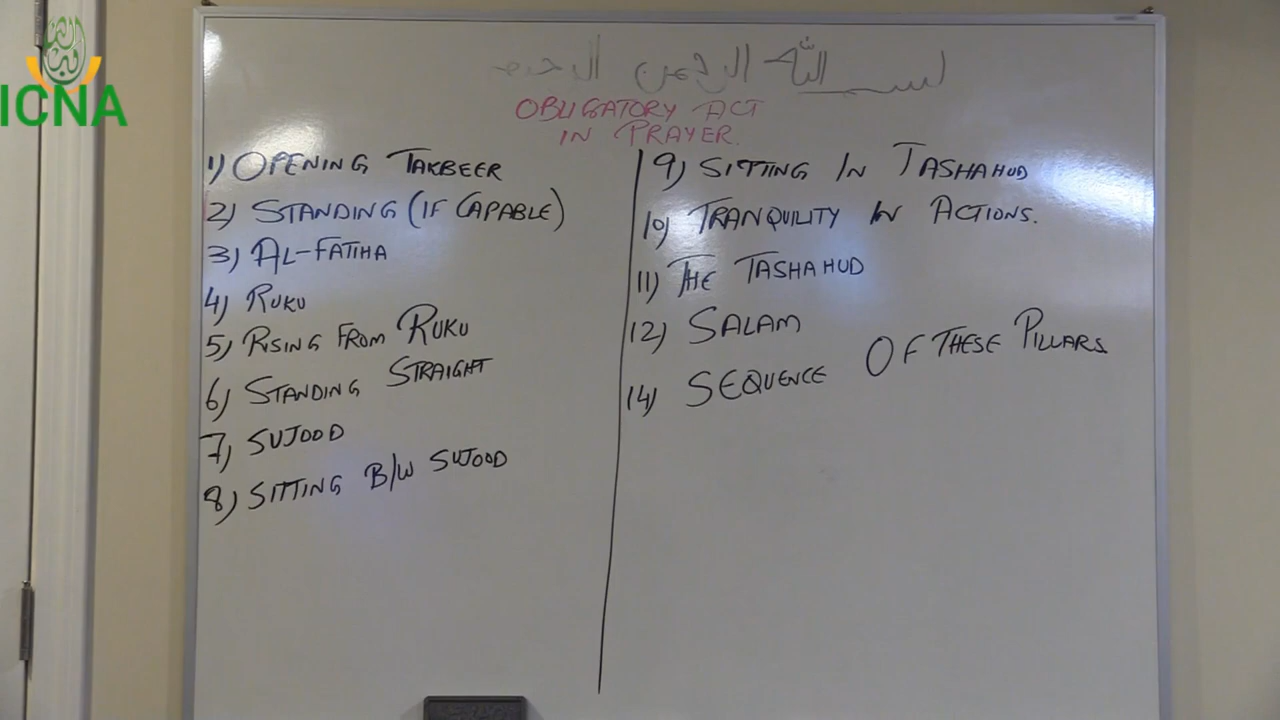 ICNA
بسم الله الرحمن الرحيم
OBLIGATORY ACT
IN PRAYER.
1) OPENING TAKBEER
2) STANDING (IF CAPABLE)
3) AL-FATIHA
4) RUKU
5) RISING FROM RUKU
6) STANDING STRAIGHT
7) SUJOOD
8) SITTING B/W SUJOOD
9) SITTING IN TASHAHUD
10) TRANQUILITY IN ACTIONS.
11) THE TASHAHUD
12) SALAM
14) SEQUENCE OF THESE PILLARS